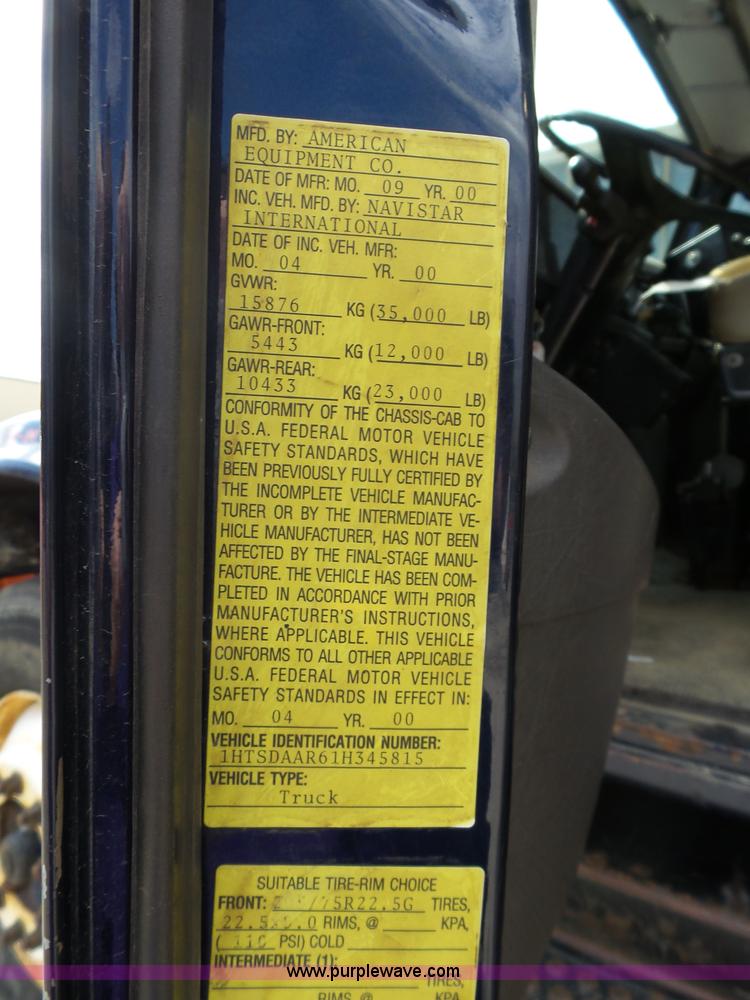 MFD. BY: AMERICAN
EQUIPMENT CO.
DATE OF MFR: MO. 09 YR. 00
INC. VEH. MFD. BY: NAVISTAR
INTERNATIONAL
DATE OF INC. VEH. MFR:
MO. 04 YR. 00
GVWR:
15876 KG (35,000 LB)
GAWR-FRONT:
5443 KG (12,000 LB)
GAWR-REAR:
10433 KG (23,000 LB)
CONFORMITY OF THE CHASSIS-CAB TO
U.S.A. FEDERAL MOTOR VEHICLE
SAFETY STANDARDS, WHICH HAVE
BEEN PREVIOUSLY FULLY CERTIFIED BY
THE INCOMPLETE VEHICLE MANUFAC-
TURER OR BY THE INTERMEDIATE VE-
HICLE MANUFACTURER, HAS NOT BEEN
AFFECTED BY THE FINAL-STAGE MANU-
FACTURE. THE VEHICLE HAS BEEN COM-
PLETED IN ACCORDANCE WITH PRIOR
MANUFACTURER'S INSTRUCTIONS,
WHERE APPLICABLE. THIS VEHICLE
CONFORMS TO ALL OTHER APPLICABLE
U.S.A. FEDERAL MOTOR VEHICLE
SAFETY STANDARDS IN EFFECT IN:
MO. 04 YR. 00
VEHICLE IDENTIFICATION NUMBER:
1HTSDAAR61H345815
VEHICLE TYPE:
Truck
SUITABLE TIRE-RIM CHOICE
FRONT: TIRES,
RIMS, @ KPA,
PSI) COLD
INTERMEDIATE (1):
www.purplewave.com
TIRES,
RIMS, @ KPA,